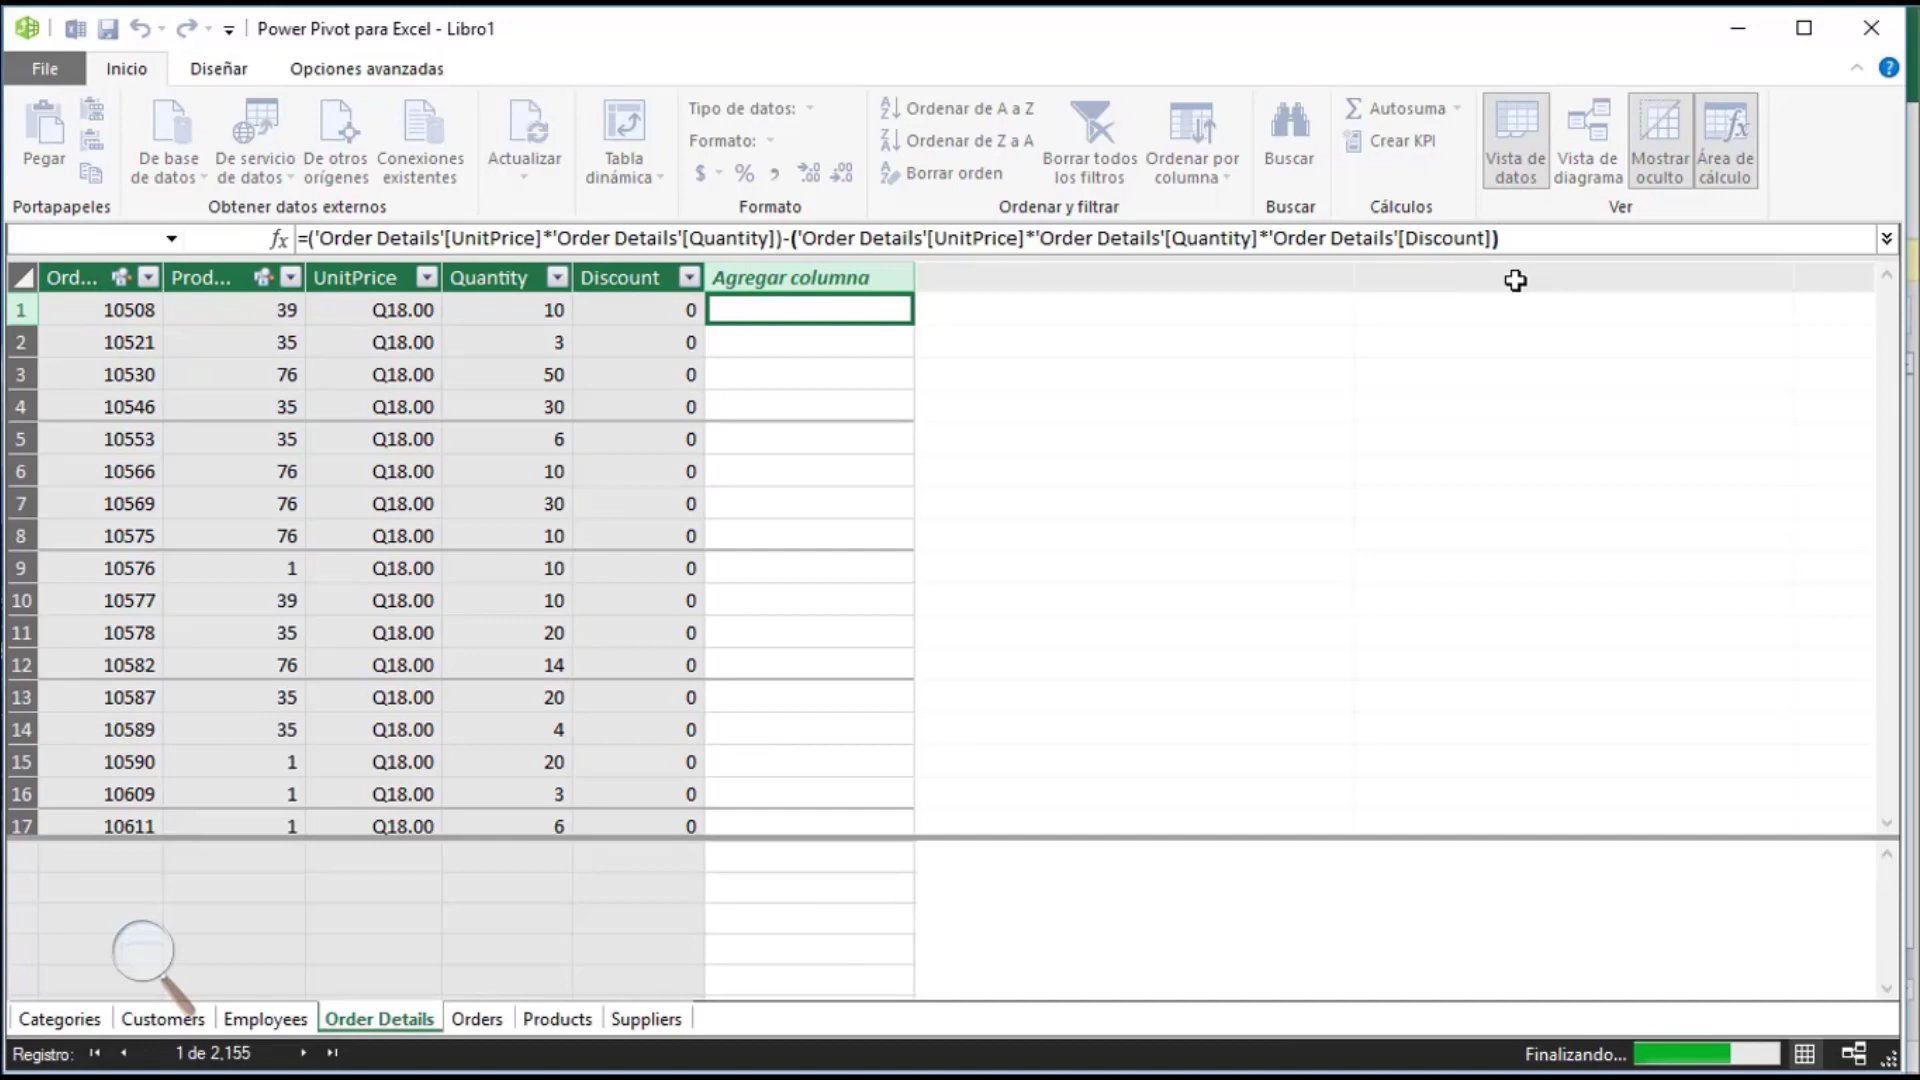 Power Pivot para Excel - Libro1
File Inicio Diseñar Opciones avanzadas
Pegar
Portapapeles
De base de datos
De servicio de datos
De otros orígenes
Conexiones existentes
Obtener datos externos
Actualizar
Tabla dinámica
Tipo de datos:
Formato:
$ % , .00 .00
Formato
Ordenar de A a Z
Ordenar de Z a A
Borrar orden
Borrar todos los filtros
Ordenar por columna
Ordenar y filtrar
Buscar
Buscar
Autosuma
Crear KPI
Cálculos
Vista de datos
Vista de diagrama
Mostrar oculto
Área de cálculo
Ver
fx =('Order Details'[UnitPrice]*'Order Details'[Quantity])-('Order Details'[UnitPrice]*'Order Details'[Quantity]*'Order Details'[Discount])
Ord... Prod... UnitPrice Quantity Discount Agregar columna
1 10508 39 Q18.00 10 0
2 10521 35 Q18.00 3 0
3 10530 76 Q18.00 50 0
4 10546 35 Q18.00 30 0
5 10553 35 Q18.00 6 0
6 10566 76 Q18.00 10 0
7 10569 76 Q18.00 30 0
8 10575 76 Q18.00 10 0
9 10576 1 Q18.00 10 0
10 10577 39 Q18.00 10 0
11 10578 35 Q18.00 20 0
12 10582 76 Q18.00 14 0
13 10587 35 Q18.00 20 0
14 10589 35 Q18.00 4 0
15 10590 1 Q18.00 20 0
16 10609 1 Q18.00 3 0
17 10611 1 Q18.00 6 0
Categories Customers Employees Order Details Orders Products Suppliers
Registro: 1 de 2,155 Finalizando...